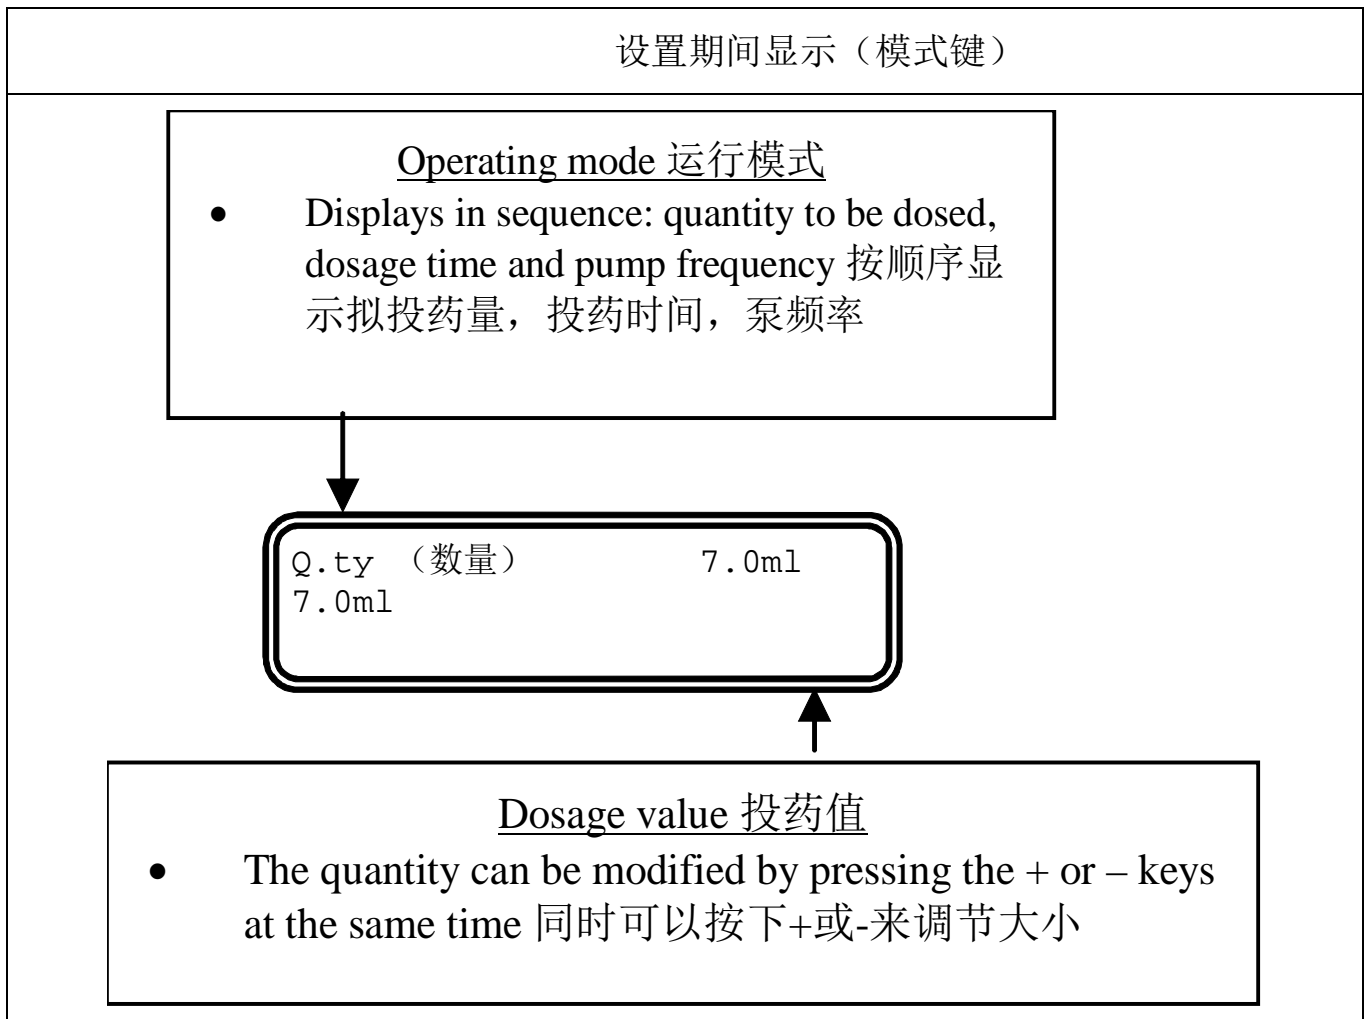 设置期间显示（模式键）
Operating mode 运行模式
• Displays in sequence: quantity to be dosed,
dosage time and pump frequency 按顺序显
示拟投药量，投药时间，泵频率
Q.ty （数量） 7.0ml
7.0ml
Dosage value 投药值
• The quantity can be modified by pressing the + or – keys
at the same time 同时可以按下+或-来调节大小